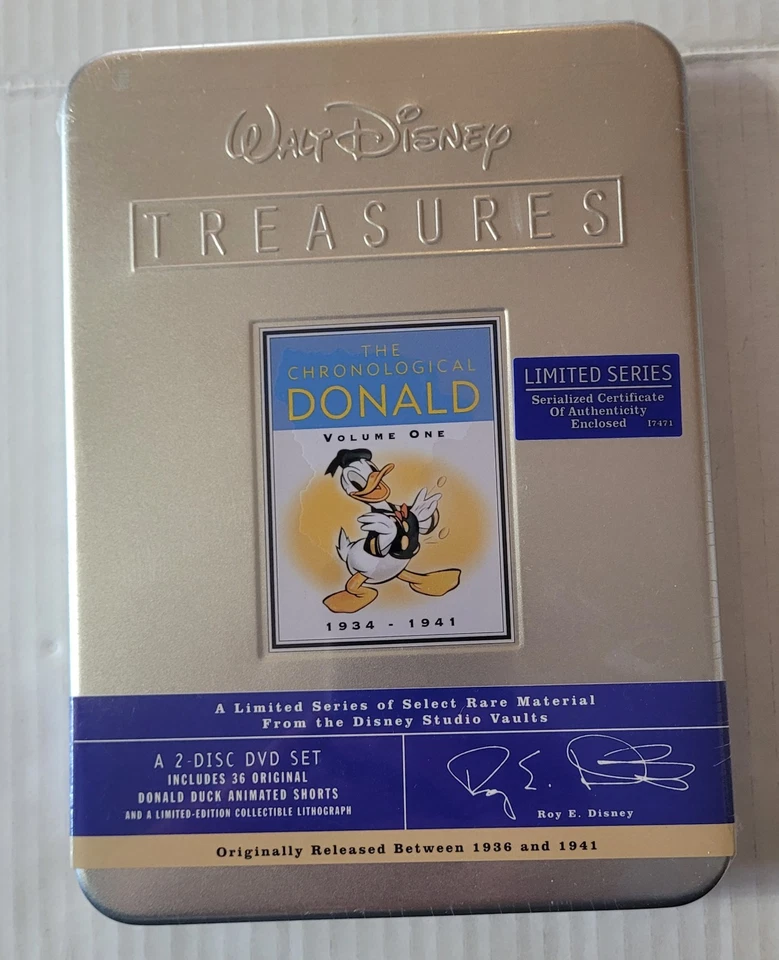 WALT DISNEY
TREASURES
THE
CHRONOLOGICAL
DONALD
VOLUME ONE
1934 - 1941
LIMITED SERIES
Serialized Certificate
Of Authenticity
Enclosed 17471
A Limited Series of Select Rare Material
From the Disney Studio Vaults
A 2-DISC DVD SET
INCLUDES 36 ORIGINAL
DONALD DUCK ANIMATED SHORTS
AND A LIMITED-EDITION COLLECTIBLE LITHOGRAPH
Roy E. Disney
Roy E. Disney
Originally Released Between 1936 and 1941